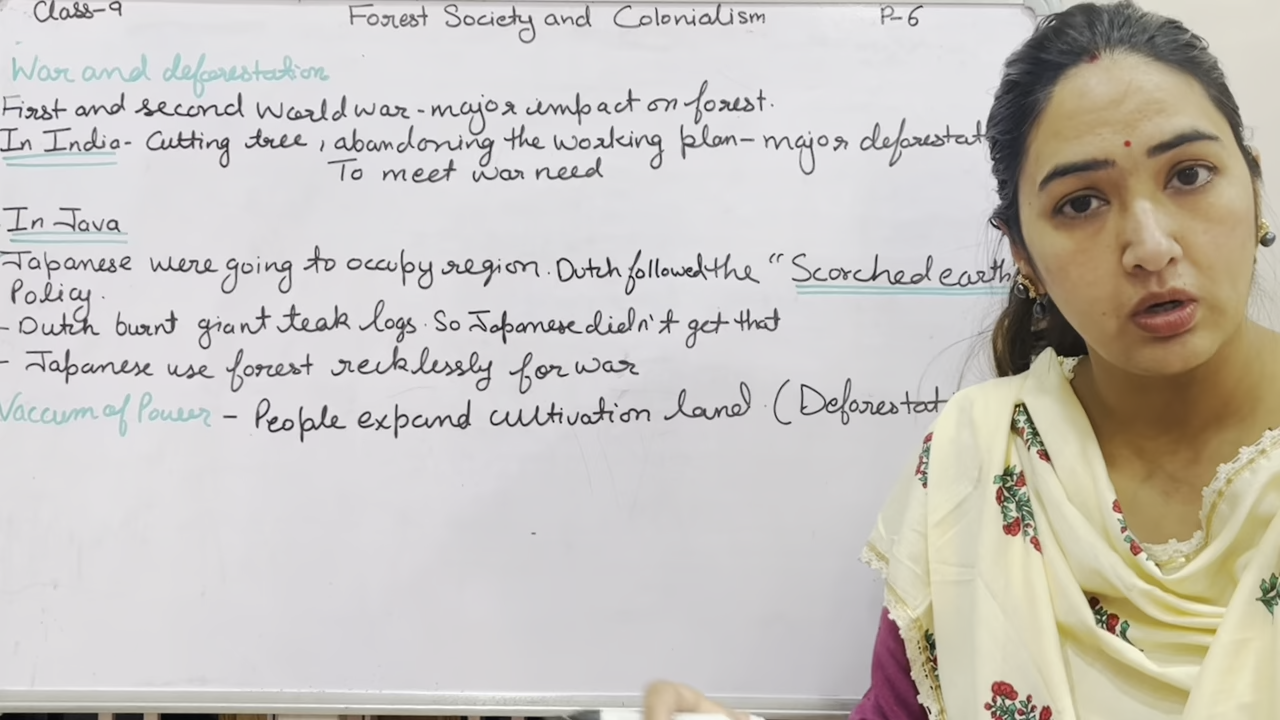 Class-9 Forest Society and Colonialism P-6
War and deforestation
First and second world war - major impact on forest.
In India- Cutting tree, abandoning the working plan- major deforestat
To meet war need
In Java
Japanese were going to occupy region. Dutch followed the "Scorched earth
Policy.
- Dutch burnt giant teak logs. So Japanese didn't get that
- Japanese use forest recklessly for war
Vaccum of Power - People expand cultivation land. (Deforestat